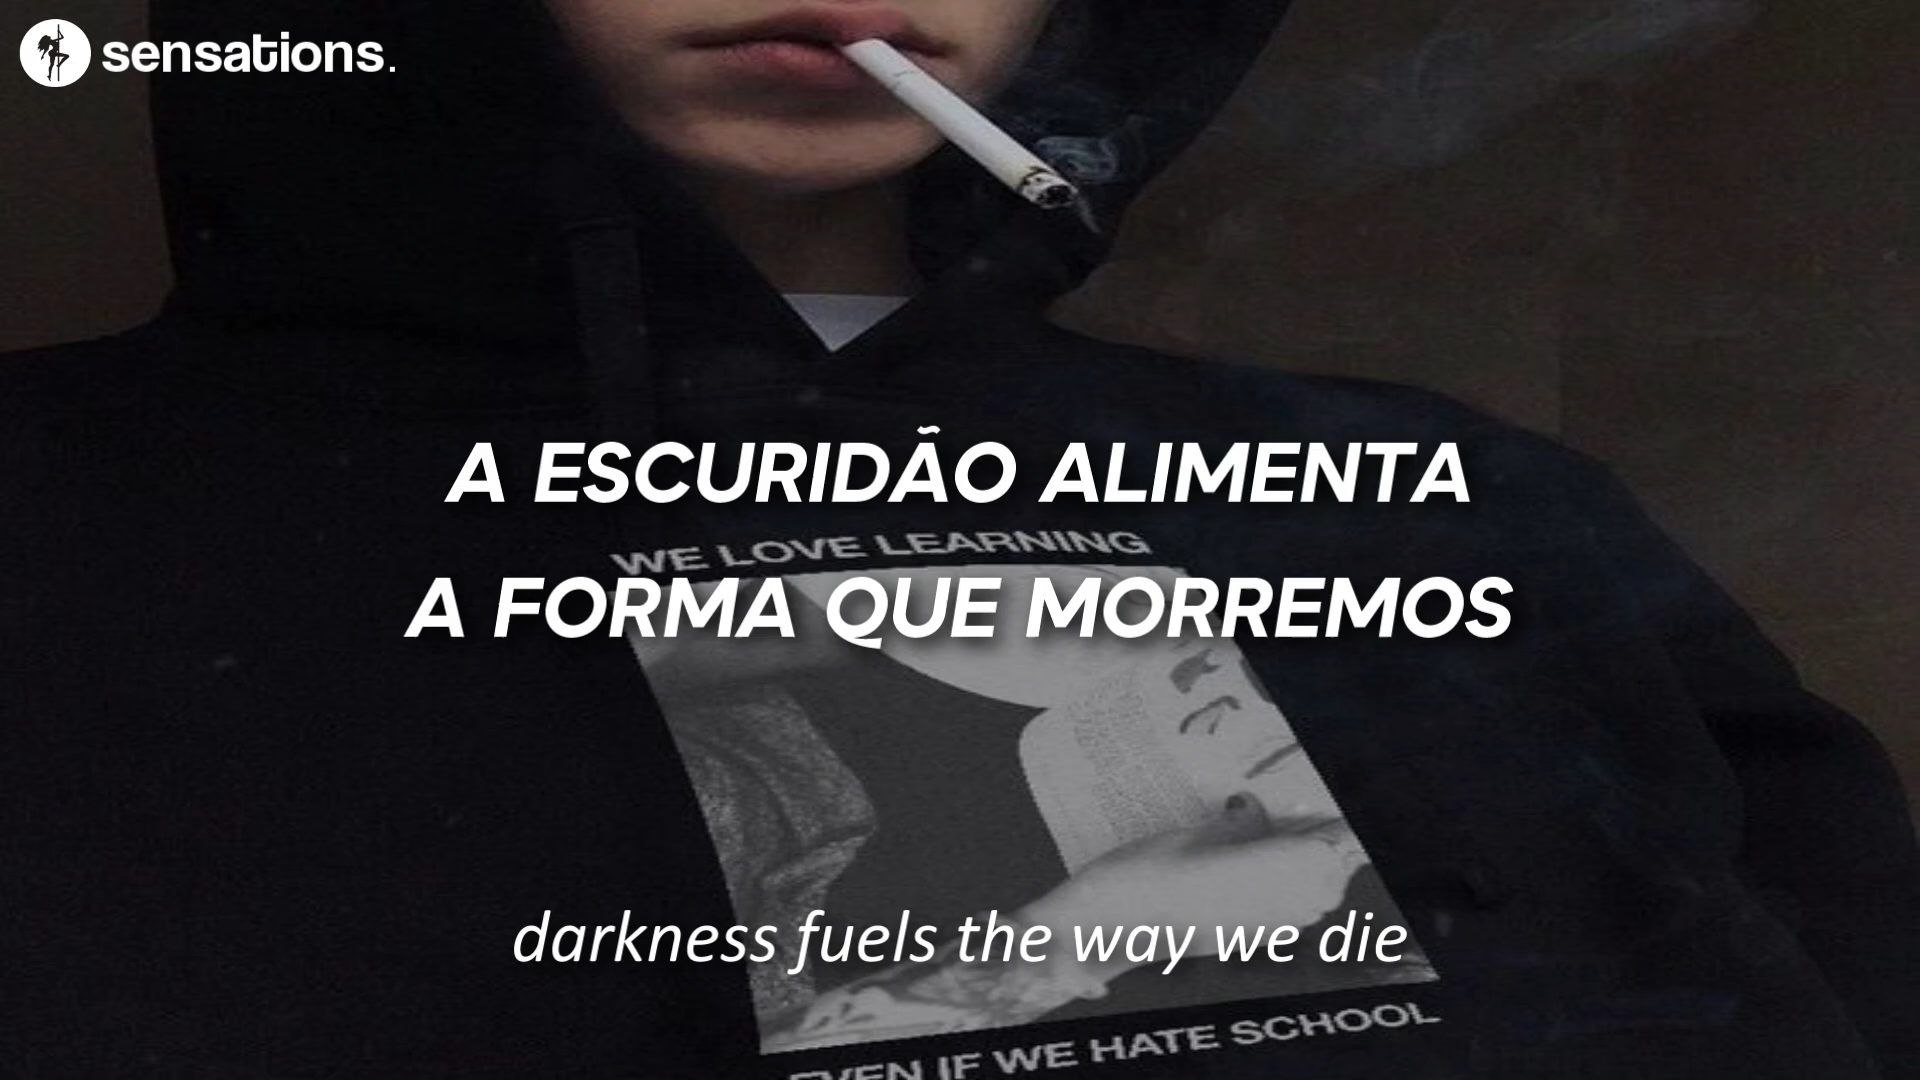 sensations.
A ESCURIDÃO ALIMENTA
WE LOVE LEARNING
A FORMA QUE MORREMOS
darkness fuels the way we die
EVEN IF WE HATE SCHOOL